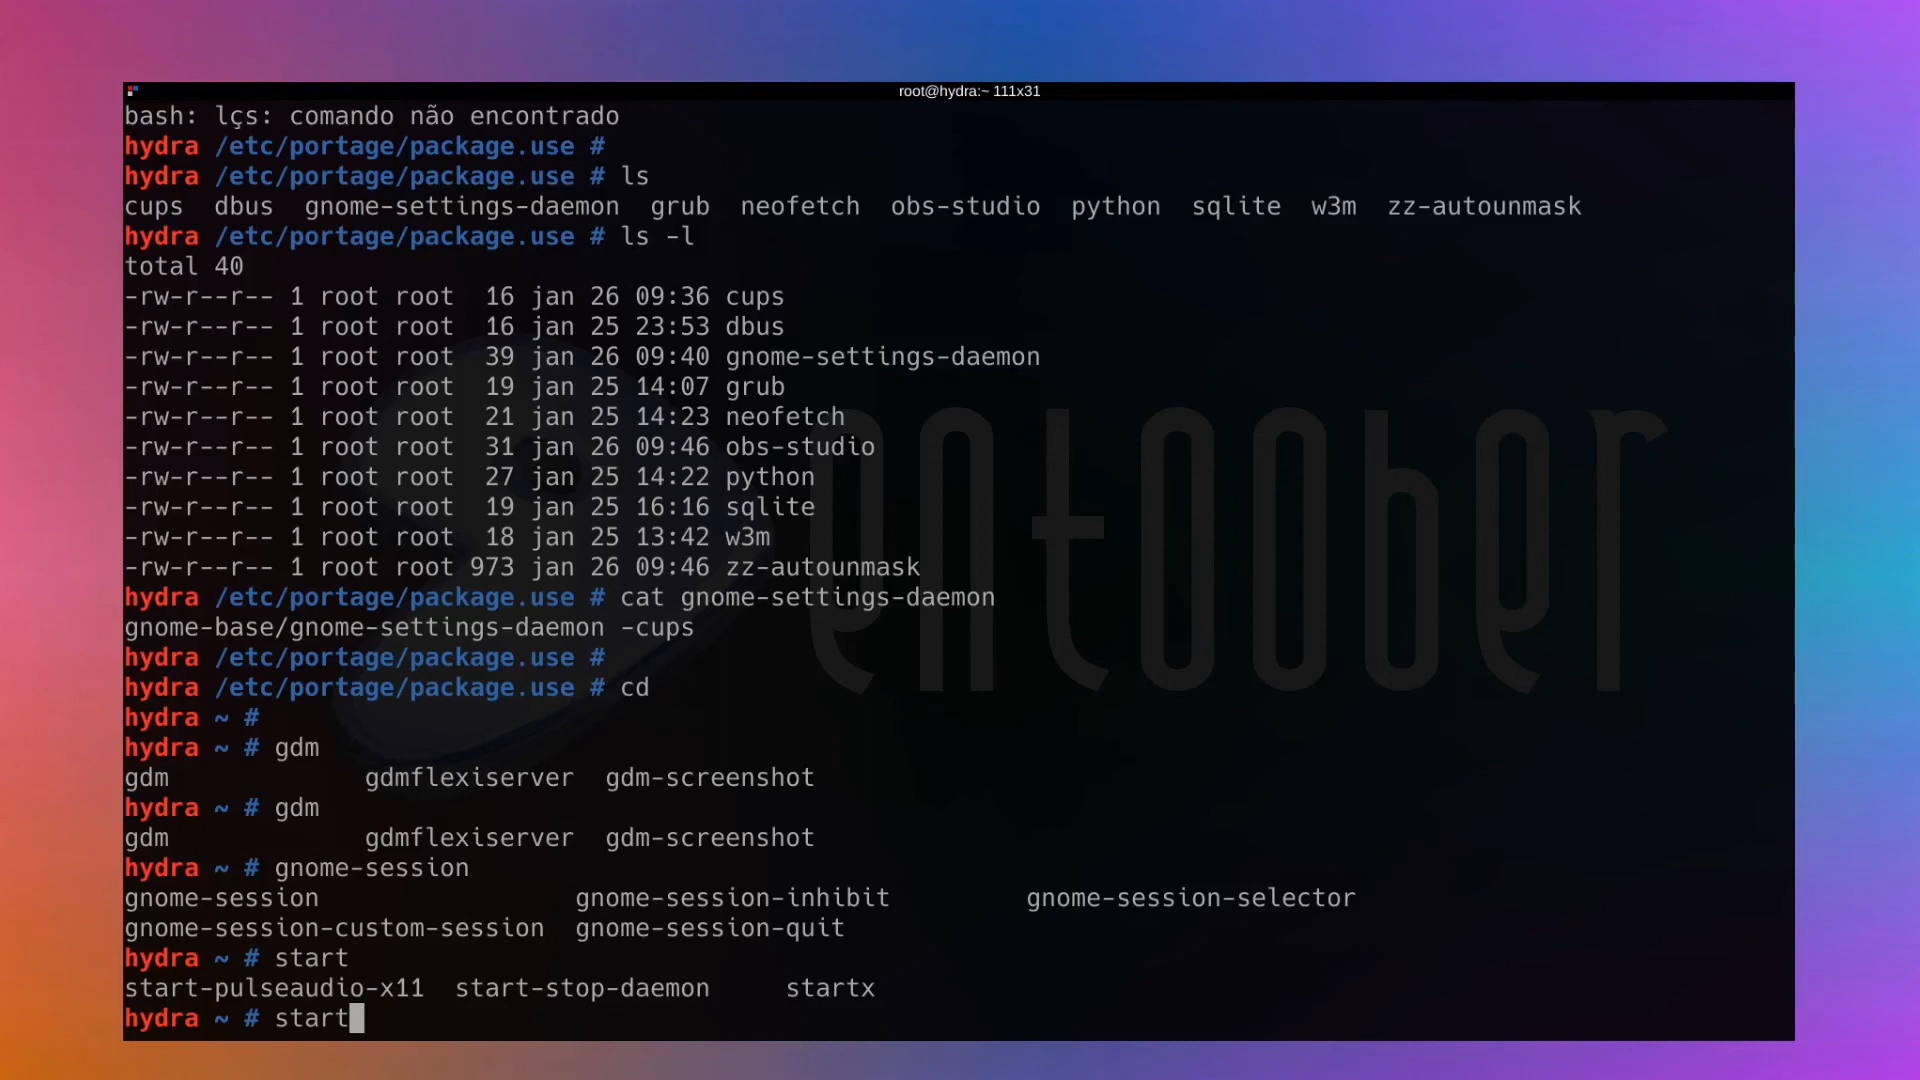 root@hydra:~ 111x31
bash: lçs: comando não encontrado
hydra /etc/portage/package.use #
hydra /etc/portage/package.use # ls
cups  dbus  gnome-settings-daemon  grub  neofetch  obs-studio  python  sqlite  w3m  zz-autounmask
hydra /etc/portage/package.use # ls -l
total 40
-rw-r--r-- 1 root root  16 jan 26 09:36 cups
-rw-r--r-- 1 root root  16 jan 25 23:53 dbus
-rw-r--r-- 1 root root  39 jan 26 09:40 gnome-settings-daemon
-rw-r--r-- 1 root root  19 jan 25 14:07 grub
-rw-r--r-- 1 root root  21 jan 25 14:23 neofetch
-rw-r--r-- 1 root root  31 jan 26 09:46 obs-studio
-rw-r--r-- 1 root root  27 jan 25 14:22 python
-rw-r--r-- 1 root root  19 jan 25 16:16 sqlite
-rw-r--r-- 1 root root  18 jan 25 13:42 w3m
-rw-r--r-- 1 root root 973 jan 26 09:46 zz-autounmask
hydra /etc/portage/package.use # cat gnome-settings-daemon
gnome-base/gnome-settings-daemon -cups
hydra /etc/portage/package.use #
hydra /etc/portage/package.use # cd
hydra ~ #
hydra ~ # gdm
gdm             gdmflexiserver  gdm-screenshot
hydra ~ # gdm
gdm             gdmflexiserver  gdm-screenshot
hydra ~ # gnome-session
gnome-session                 gnome-session-inhibit         gnome-session-selector
gnome-session-custom-session  gnome-session-quit
hydra ~ # start
start-pulseaudio-x11  start-stop-daemon     startx
hydra ~ # start
entoober